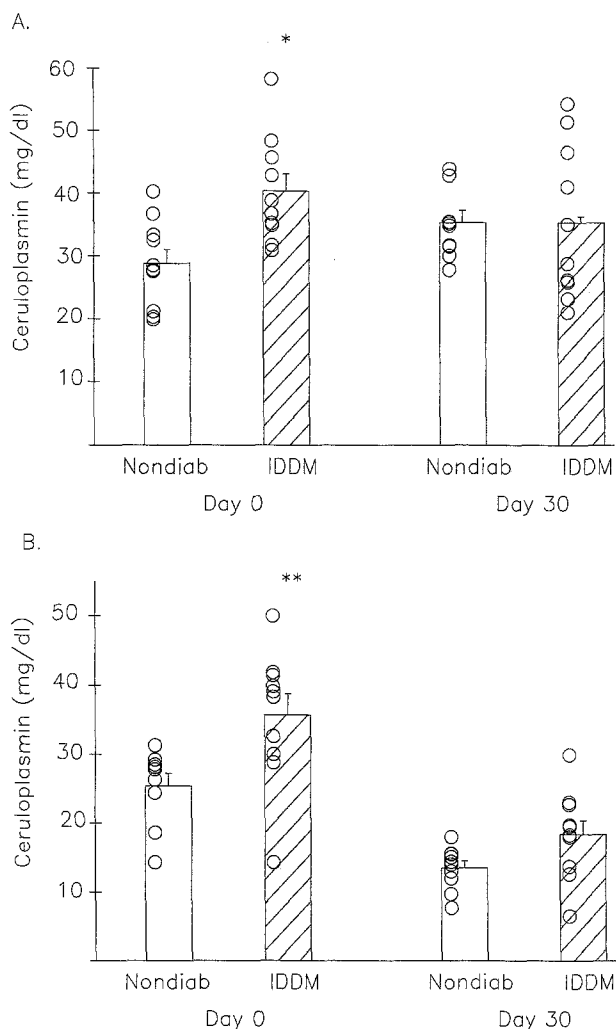 A.
*
Ceruloplasmin (mg/dl)
60
50
40
30
20
10
Nondiab IDDM Nondiab IDDM
Day 0 Day 30
B.
**
Ceruloplasmin (mg/dl)
50
40
30
20
10
Nondiab IDDM Nondiab IDDM
Day 0 Day 30